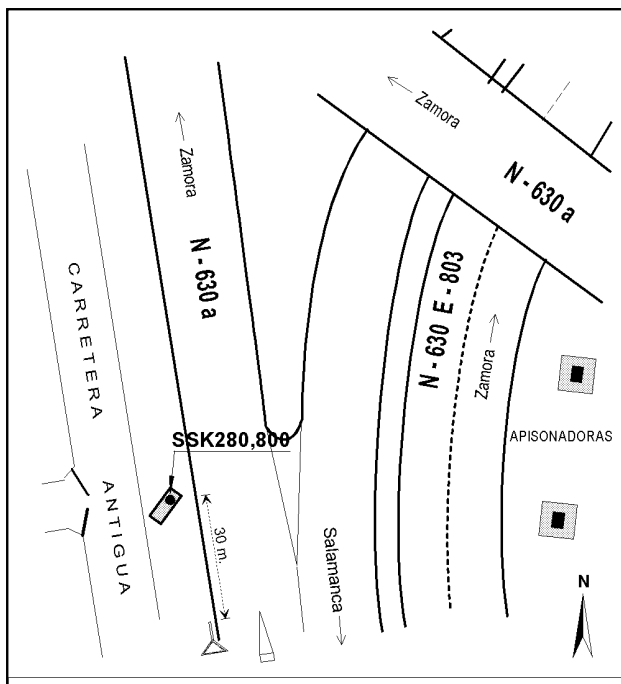 Zamora
N - 630 a
Zamora
N - 630 a
CARRETERA
ANTIGUA
N - 630 E - 803
Zamora
SSK280,800
APISONADORAS
30 m.
Salamanca
N